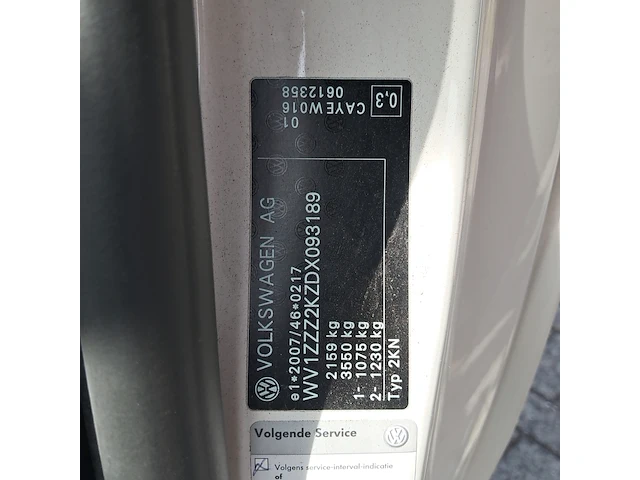 VOLKSWAGEN AG
e1*2007/46*0217
WV1ZZZ2KZDX093189
2159 kg
3550 kg
1- 1075 kg
2- 1230 kg
Typ 2KN
01
CAYE W016
0612358
0,3
Volgende Service
Volgens service-interval-indicatie
of